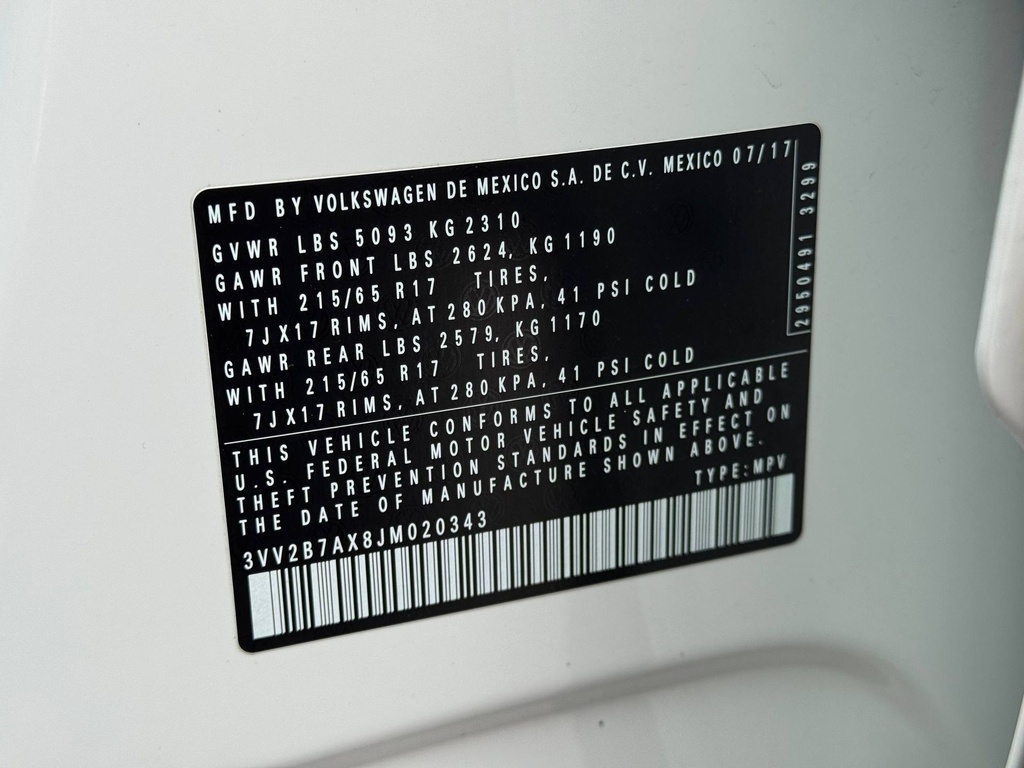 MFD BY VOLKSWAGEN DE MEXICO S.A. DE C.V. MEXICO 07/17
GVWR LBS 5093 KG 2310
GAWR FRONT LBS 2624, KG 1190
WITH 215/65 R17 TIRES,
7JX17 RIMS, AT 280 KPA, 41 PSI COLD
GAWR REAR LBS 2579, KG 1170
WITH 215/65 R17 TIRES,
7JX17 RIMS, AT 280 KPA, 41 PSI COLD
2950491 3299
THIS VEHICLE CONFORMS TO ALL APPLICABLE
U.S. FEDERAL MOTOR VEHICLE SAFETY AND
THEFT PREVENTION STANDARDS IN EFFECT ON
THE DATE OF MANUFACTURE SHOWN ABOVE.
TYPE: MPV
3VV2B7AX8JM020343